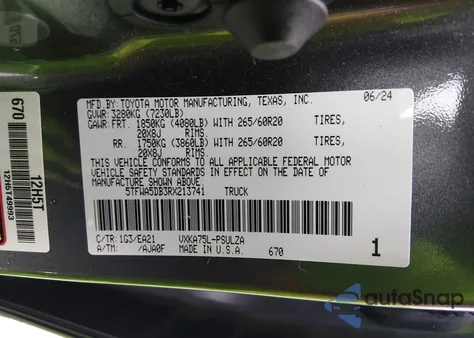 MFD. BY: TOYOTA MOTOR MANUFACTURING, TEXAS, INC. 06/24
GVWR: 3280KG (7230LB)
GAWR: FRT. 1850KG (4080LB) WITH 265/60R20 TIRES,
20X8J RIMS,
RR. 1750KG (3860LB) WITH 265/60R20 TIRES,
20X8J RIMS.
THIS VEHICLE CONFORMS TO ALL APPLICABLE FEDERAL MOTOR
VEHICLE SAFETY STANDARDS IN EFFECT ON THE DATE OF
MANUFACTURE SHOWN ABOVE.
5TFWA5DB3RX213741 TRUCK
C/TR: 1G3/EA21 VXKA75L-PSULZA
A/TM: /AJA0F MADE IN U.S.A. 670 1
670
12H5T
12H5T49993
autoSnap